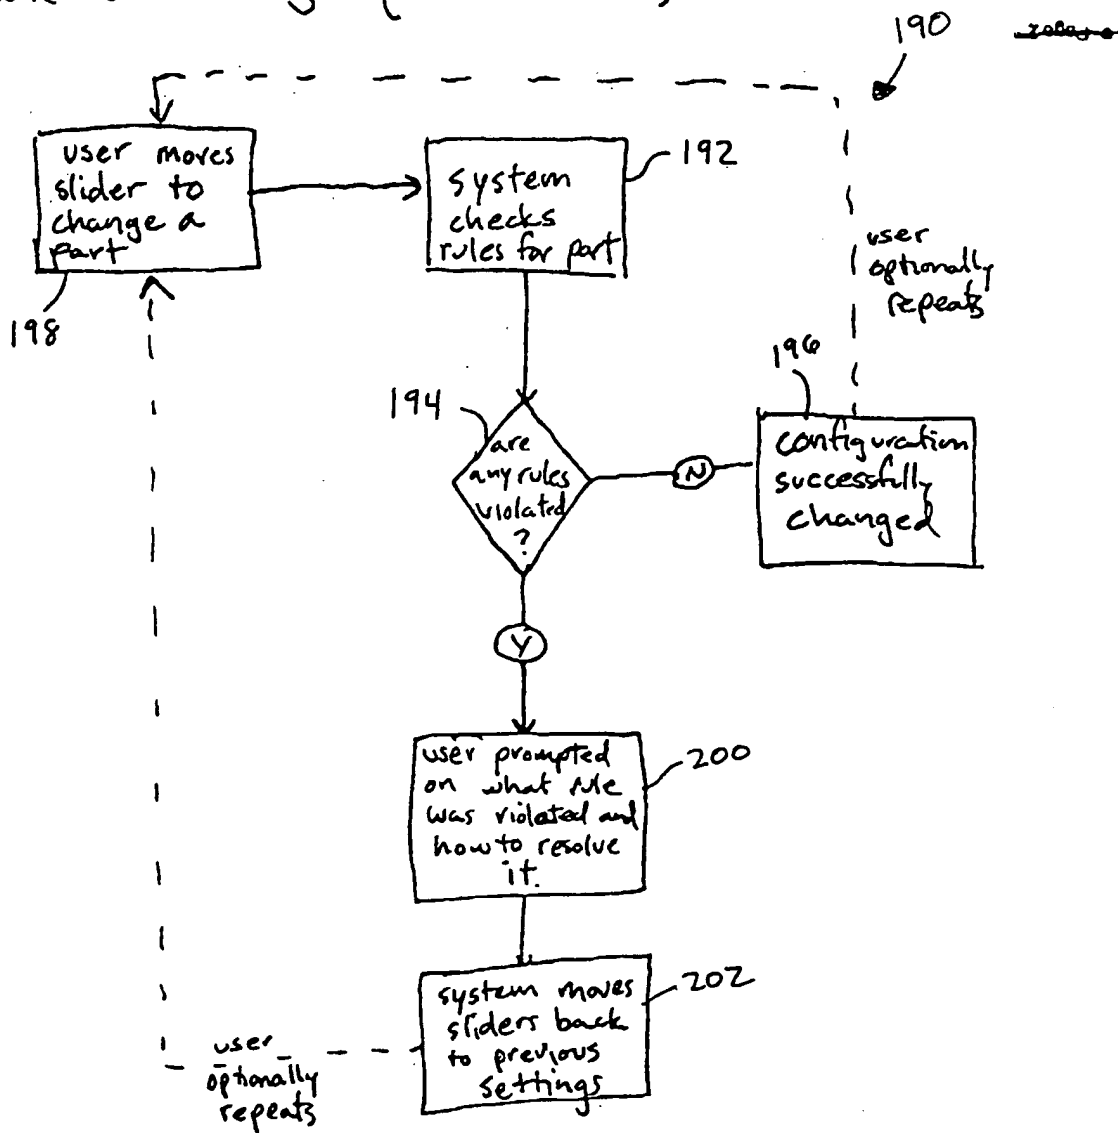 190
user moves
slider to
change a
part
198
system
checks
rules for part
192
user
optionally
repeats
194
are
any rules
violated
?
N
196
configuration
successfully
changed
Y
user prompted
on what rule
was violated and
how to resolve
it.
200
system moves
sliders back
to previous
settings
202
user
optionally
repeats